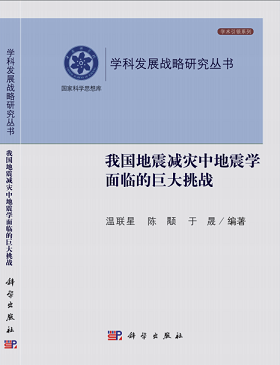 学术引领系列
学科发展战略研究丛书
国家科学思想库
我国地震减灾中地震学
面临的巨大挑战
温联星 陈颙 于晟／编著
科学出版社
学科发展战略研究丛书
我国地震减灾中地震学
面临的巨大挑战
科学出版社